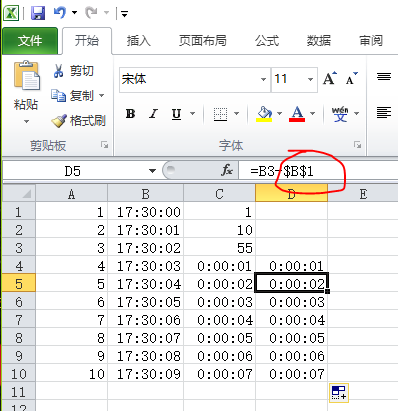 文件 开始 插入 页面布局 公式 数据 审阅
剪切 宋体 11 A A
复制
粘贴 格式刷 B I U A wén 文
剪贴板 字体
D5 fx =B3-$B$1
A B C D E
1 1 17:30:00 1
2 2 17:30:01 10
3 3 17:30:02 55
4 4 17:30:03 0:00:01 0:00:01
5 5 17:30:04 0:00:02 0:00:02
6 6 17:30:05 0:00:03 0:00:03
7 7 17:30:06 0:00:04 0:00:04
8 8 17:30:07 0:00:05 0:00:05
9 9 17:30:08 0:00:06 0:00:06
10 10 17:30:09 0:00:07 0:00:07
11
12